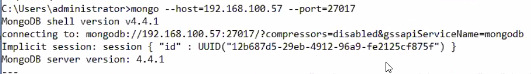 C:\Users\administrator>mongo --host=192.168.100.57 --port=27017
MongoDB shell version v4.4.1
connecting to: mongodb://192.168.100.57:27017/?compressors=disabled&gssapiServiceName=mongodb
Implicit session: session { "id" : UUID("12b687d5-29eb-4912-96a9-fe2125cf875f") }
MongoDB server version: 4.4.1
---